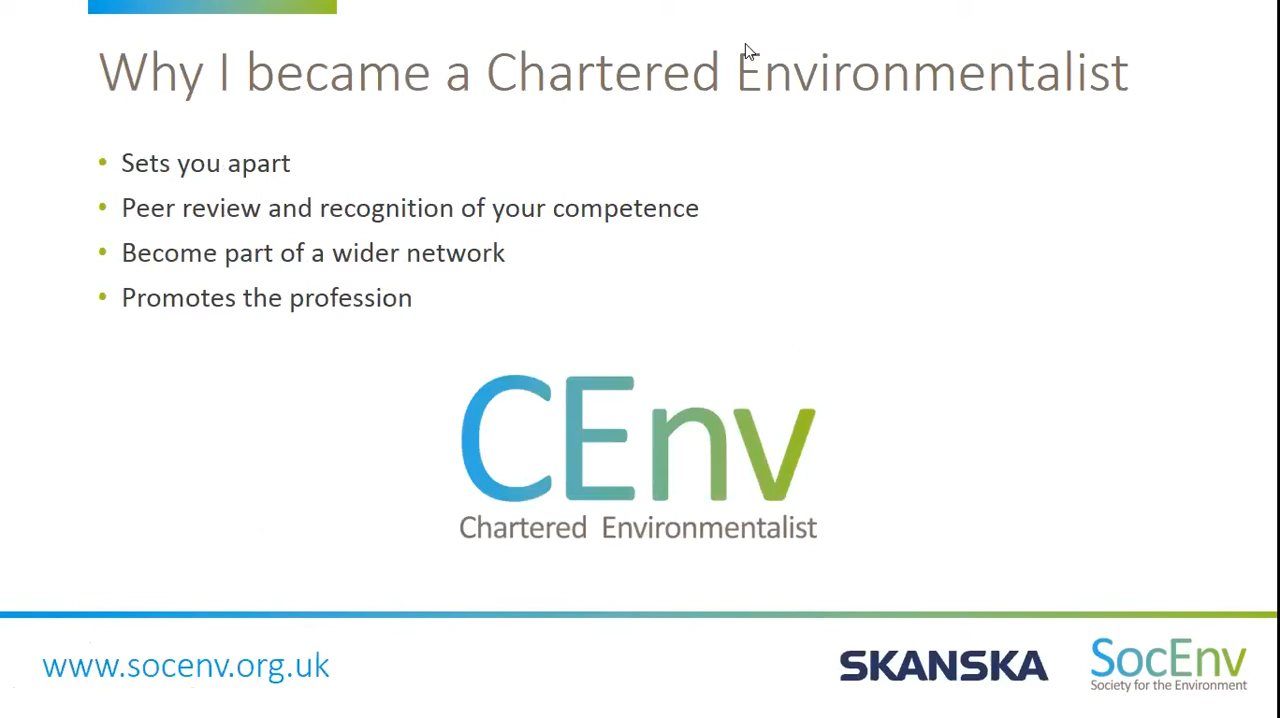 Why I became a Chartered Environmentalist
• Sets you apart
• Peer review and recognition of your competence
• Become part of a wider network
• Promotes the profession
CEnv
Chartered Environmentalist
www.socenv.org.uk
SKANSKA
SocEnv
Society for the Environment